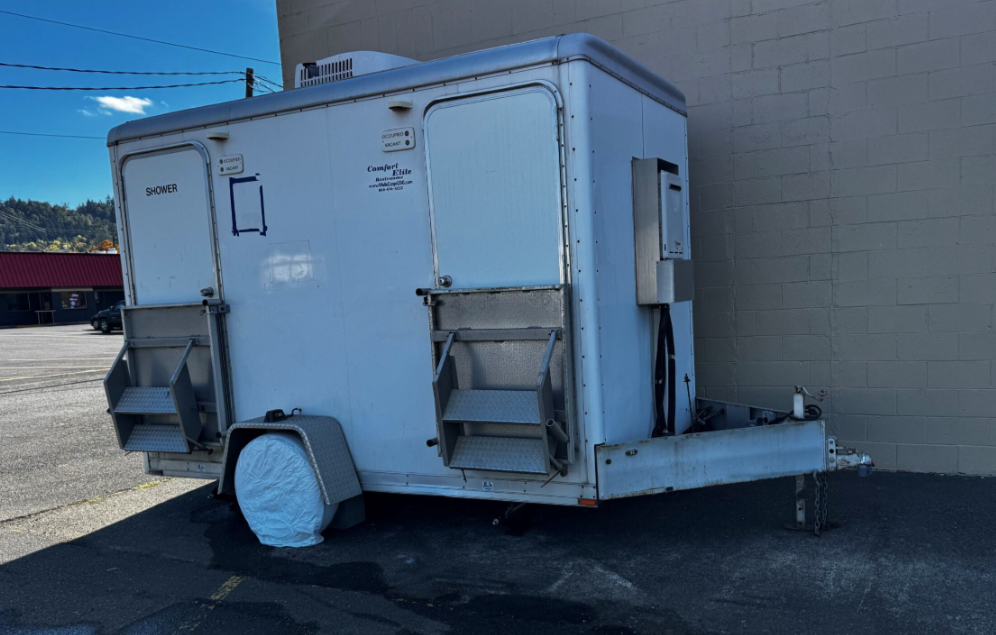 SHOWER
OCCUPIED
VACANT
OCCUPIED
VACANT
Comfort
Elite
Restrooms